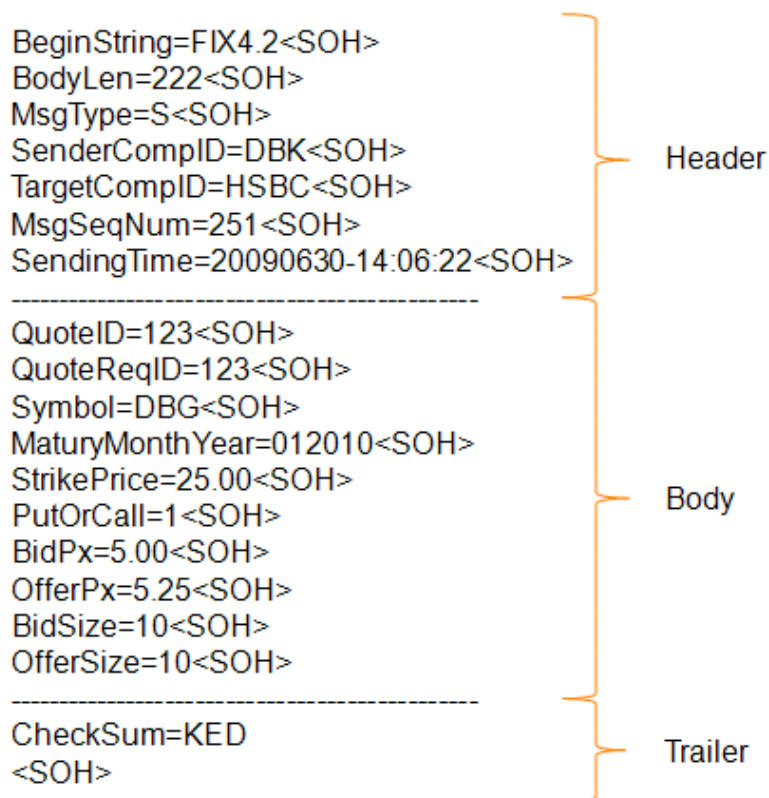 BeginString=FIX4.2<SOH>
BodyLen=222<SOH>
MsgType=S<SOH>
SenderCompID=DBK<SOH>
TargetCompID=HSBC<SOH>
MsgSeqNum=251<SOH>
SendingTime=20090630-14:06:22<SOH>
Header
------------------------------------------------
QuoteID=123<SOH>
QuoteReqID=123<SOH>
Symbol=DBG<SOH>
MaturyMonthYear=012010<SOH>
StrikePrice=25.00<SOH>
PutOrCall=1<SOH>
BidPx=5.00<SOH>
OfferPx=5.25<SOH>
BidSize=10<SOH>
OfferSize=10<SOH>
Body
------------------------------------------------
CheckSum=KED
<SOH>
Trailer